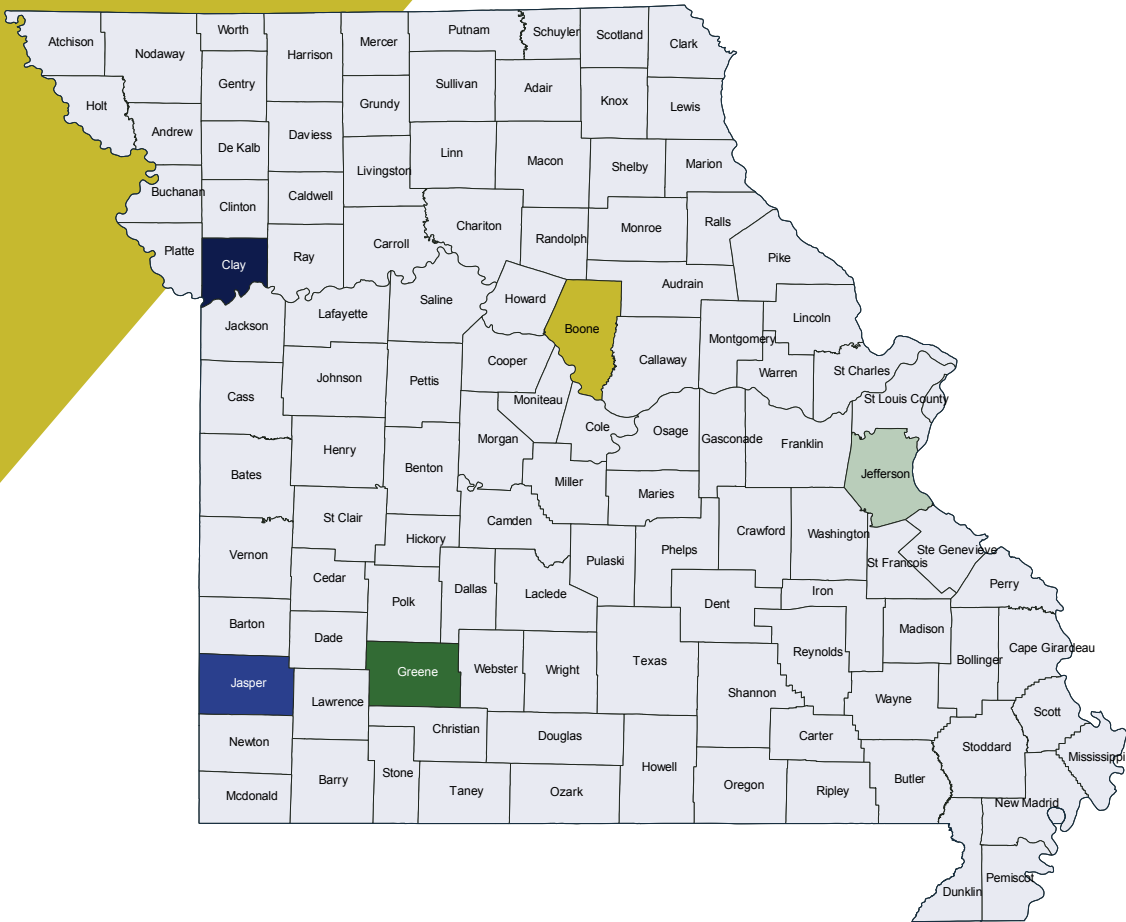 Atchison
Nodaway
Worth
Harrison
Mercer
Putnam
Schuyler
Scotland
Clark
Holt
Gentry
Grundy
Sullivan
Adair
Knox
Lewis
Andrew
De Kalb
Daviess
Livingston
Linn
Macon
Shelby
Marion
Buchanan
Clinton
Caldwell
Chariton
Randolph
Monroe
Ralls
Platte
Clay
Ray
Carroll
Pike
Audrain
Jackson
Lafayette
Saline
Howard
Boone
Lincoln
Montgomery
Callaway
Warren
St Charles
Cass
Johnson
Pettis
Cooper
Moniteau
St Louis County
Morgan
Cole
Osage
Gasconade
Franklin
Bates
Henry
Benton
Miller
Maries
Jefferson
Vernon
St Clair
Hickory
Camden
Pulaski
Phelps
Crawford
Washington
St Francois
Ste Genevieve
Perry
Cedar
Polk
Dallas
Laclede
Dent
Iron
Barton
Dade
Madison
Bollinger
Cape Girardeau
Jasper
Greene
Webster
Wright
Texas
Reynolds
Shannon
Wayne
Lawrence
Scott
Newton
Christian
Douglas
Carter
Stoddard
Mississippi
Mcdonald
Barry
Stone
Taney
Ozark
Howell
Oregon
Ripley
Butler
New Madrid
Pemiscot
Dunklin